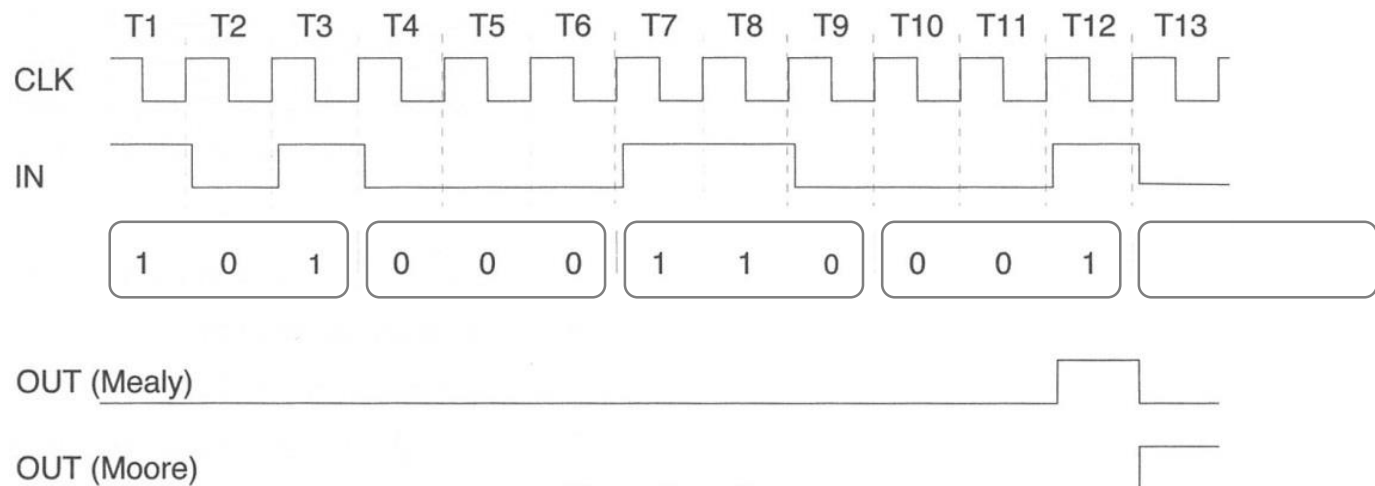 T1 T2 T3 T4 T5 T6 T7 T8 T9 T10 T11 T12 T13
CLK
IN
1 0 1 0 0 0 1 1 0 0 0 1
OUT (Mealy)
OUT (Moore)